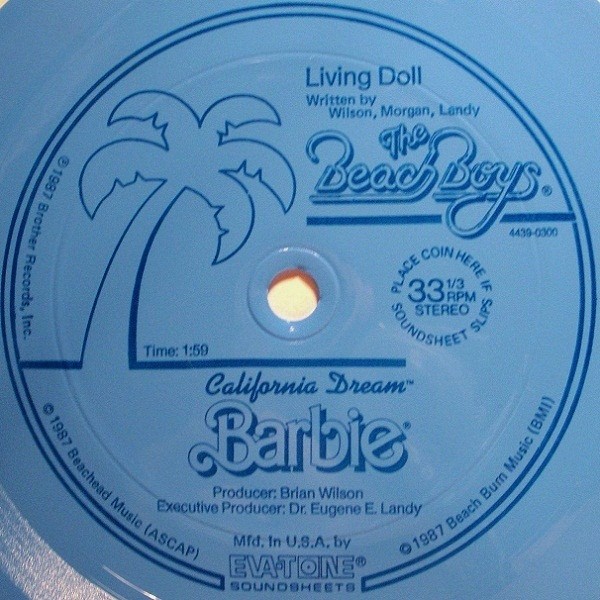 Living Doll
Written by
Wilson, Morgan, Landy
The
Beach Boys®
4439-0300
℗1987 Brother Records, Inc.
PLACE COIN HERE IF
33 1/3
RPM
STEREO
SOUNDSHEET SLIPS
Time: 1:59
California Dream™
Barbie®
Producer: Brian Wilson
Executive Producer: Dr. Eugene E. Landy
©1987 Beachead Music (ASCAP)
©1987 Beach Bum Music (BMI)
Mfd. In U.S.A. by
EVA-TONE®
SOUNDSHEETS